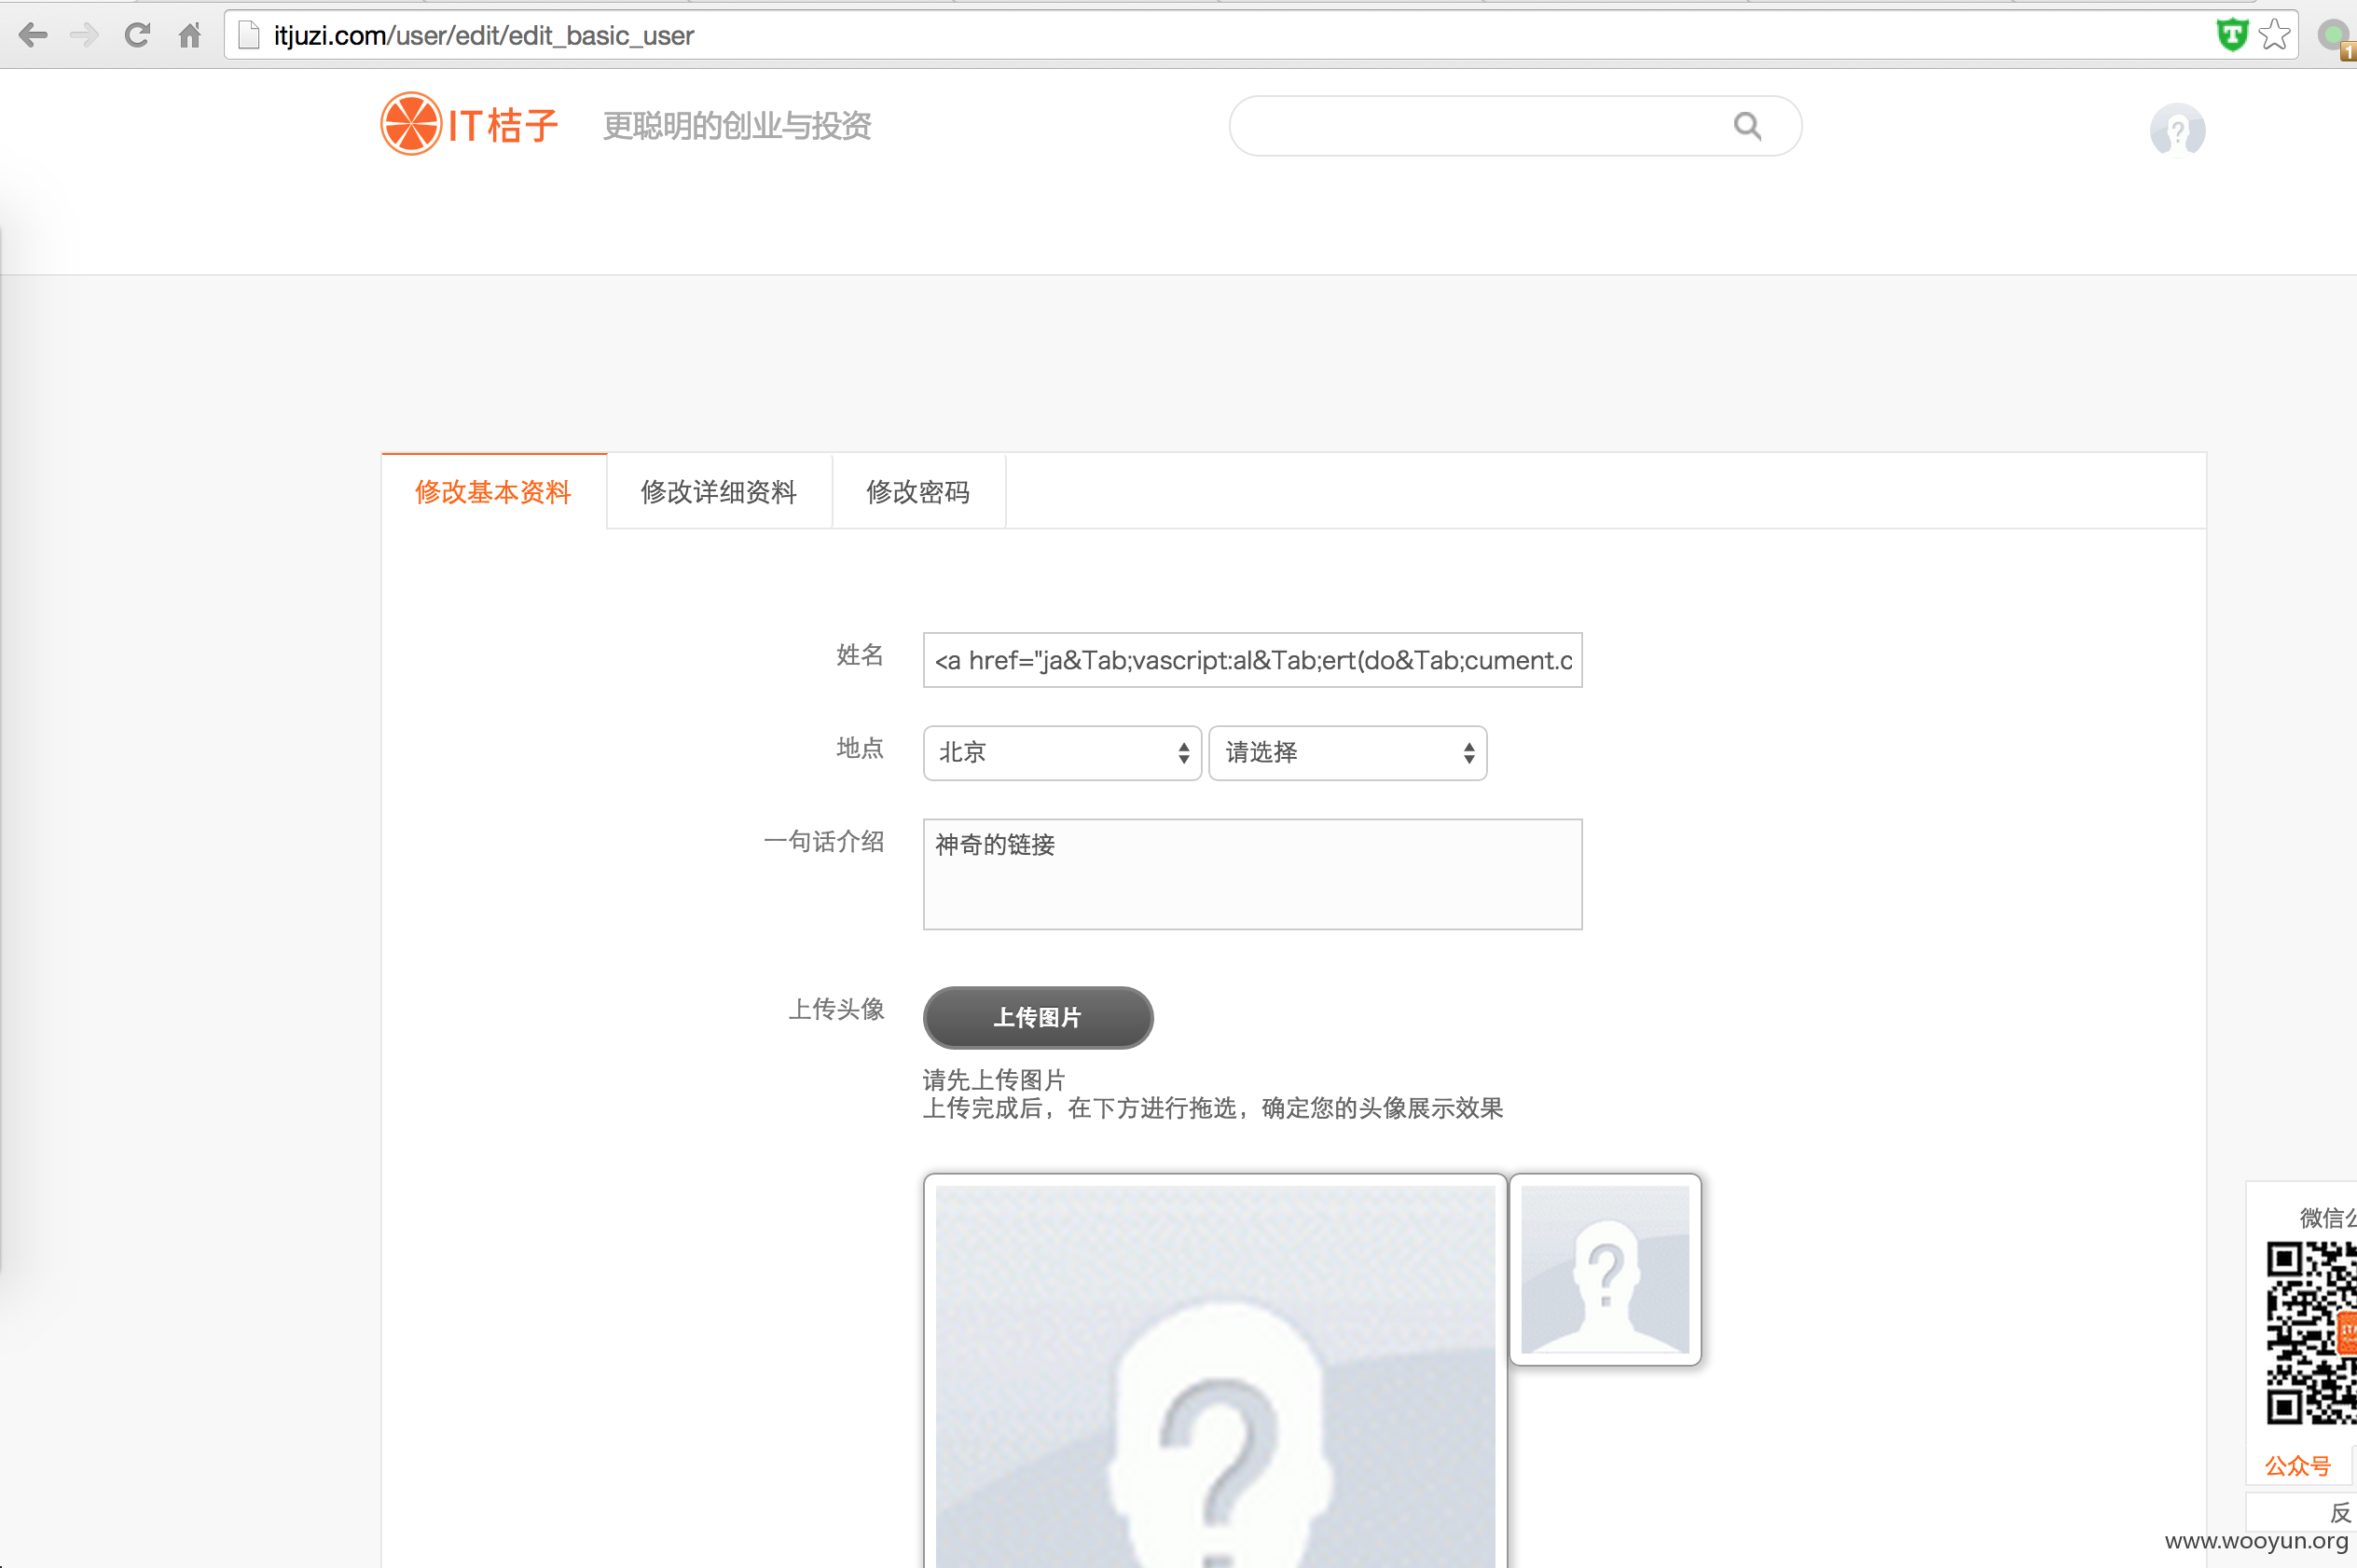 itjuzi.com/user/edit/edit_basic_user
1
IT桔子 更聪明的创业与投资
修改基本资料 修改详细资料 修改密码
姓名 <a href="ja&Tab;vascript:al&Tab;ert(do&Tab;cument.c
地点 北京 请选择
一句话介绍 神奇的链接
上传头像 上传图片
请先上传图片
上传完成后，在下方进行拖选，确定您的头像展示效果
微信公
公众号
反
www.wooyun.org